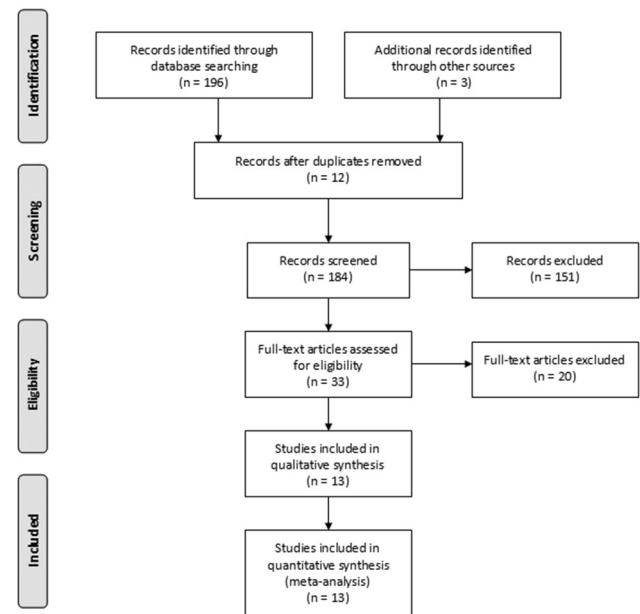 Identification
Records identified through
database searching
(n = 196)
Additional records identified
through other sources
(n = 3)
Records after duplicates removed
(n = 12)
Screening
Records screened
(n = 184)
Records excluded
(n = 151)
Eligibility
Full-text articles assessed
for eligibility
(n = 33)
Full-text articles excluded
(n = 20)
Studies included in
qualitative synthesis
(n = 13)
Included
Studies included in
quantitative synthesis
(meta-analysis)
(n = 13)